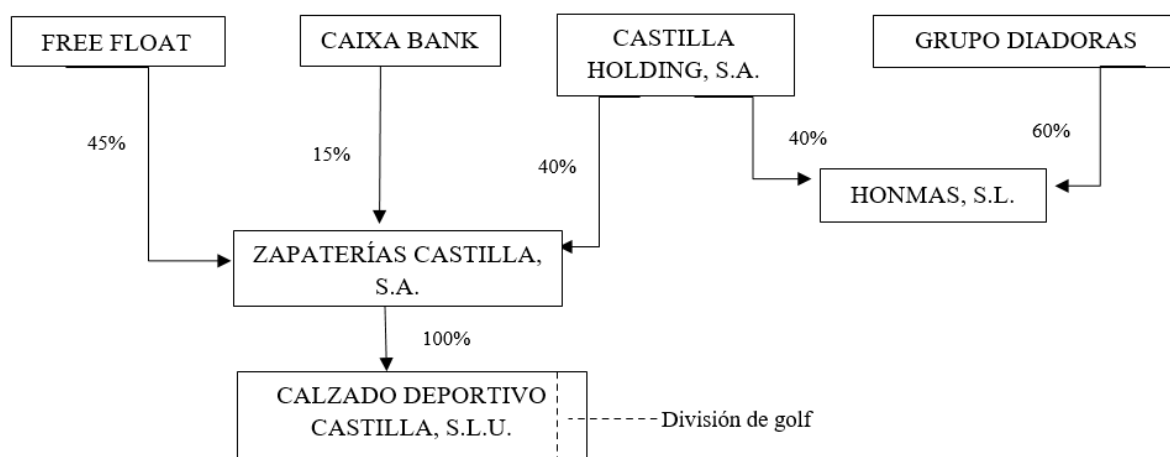 FREE FLOAT
CAIXA BANK
CASTILLA
HOLDING, S.A.
GRUPO DIADORAS
45%
15%
40%
40%
60%
HONMAS, S.L.
ZAPATERÍAS CASTILLA,
S.A.
100%
CALZADO DEPORTIVO
CASTILLA, S.L.U.
División de golf